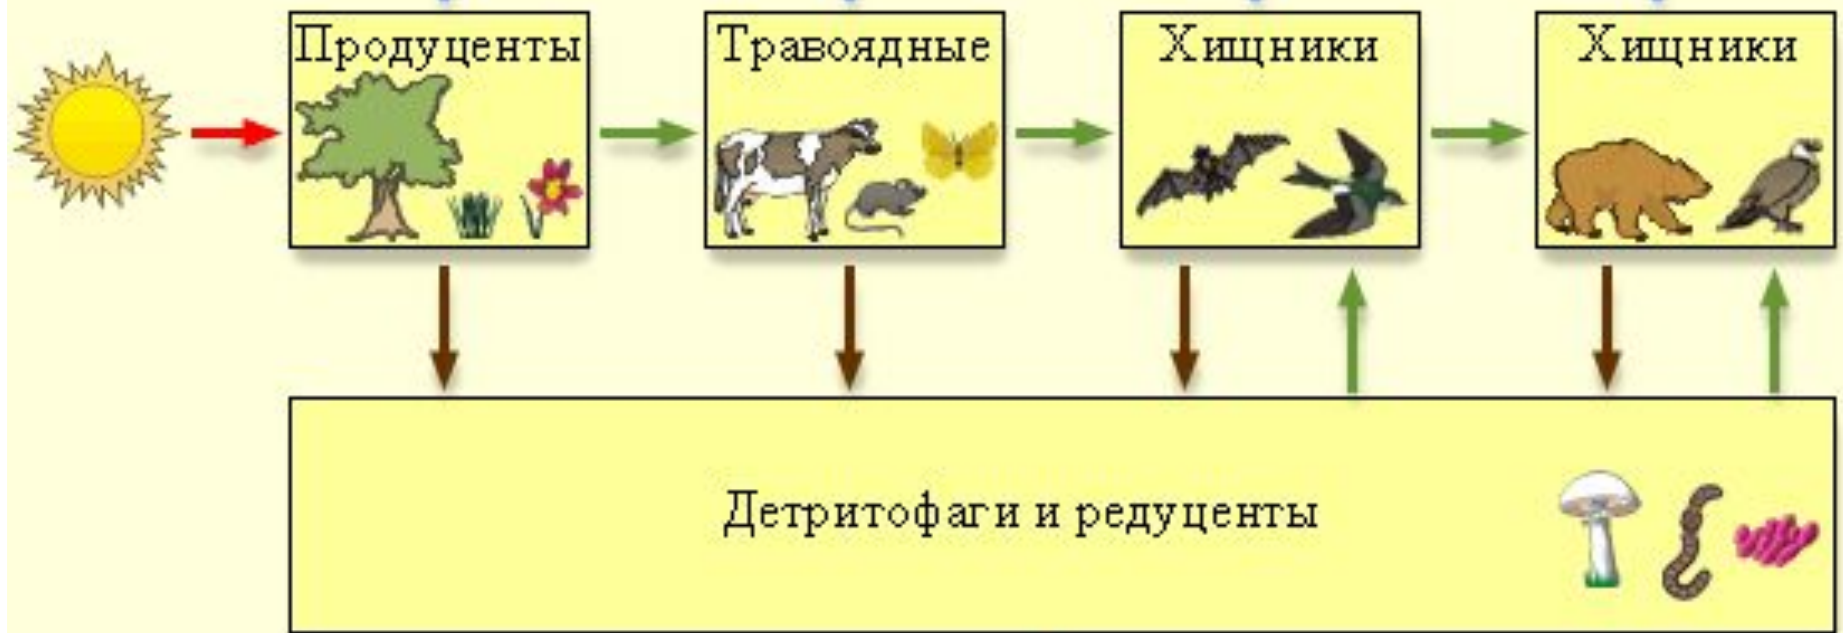 Продуценты
Травоядные
Хищники
Хищники
Детритофаги и редуценты